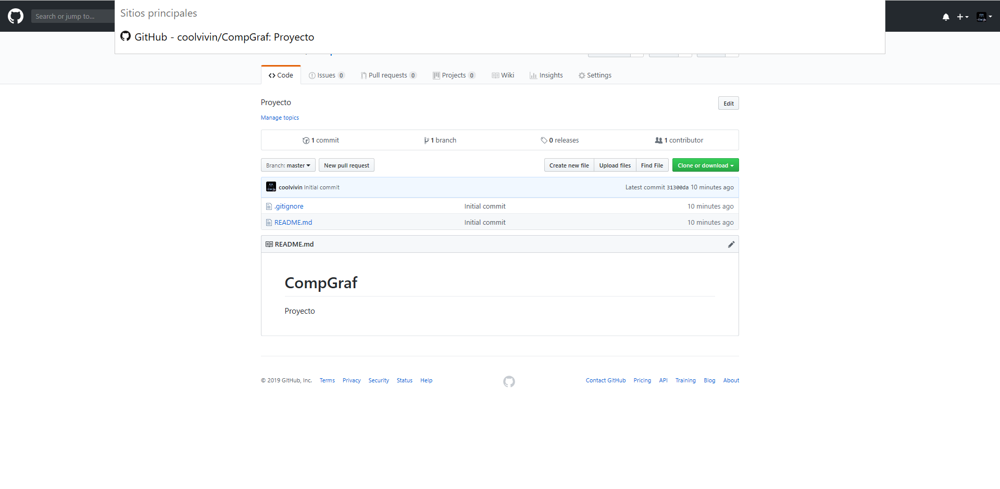 Search or jump to...
Sitios principales
GitHub - coolvivin/CompGraf: Proyecto
Code Issues 0 Pull requests 0 Projects 0 Wiki Insights Settings
Proyecto Edit
Manage topics
1 commit 1 branch 0 releases 1 contributor
Branch: master New pull request Create new file Upload files Find File Clone or download
coolvivin Initial commit Latest commit 31300da 10 minutes ago
.gitignore Initial commit 10 minutes ago
README.md Initial commit 10 minutes ago
README.md
CompGraf
Proyecto
© 2019 GitHub, Inc. Terms Privacy Security Status Help Contact GitHub Pricing API Training Blog About